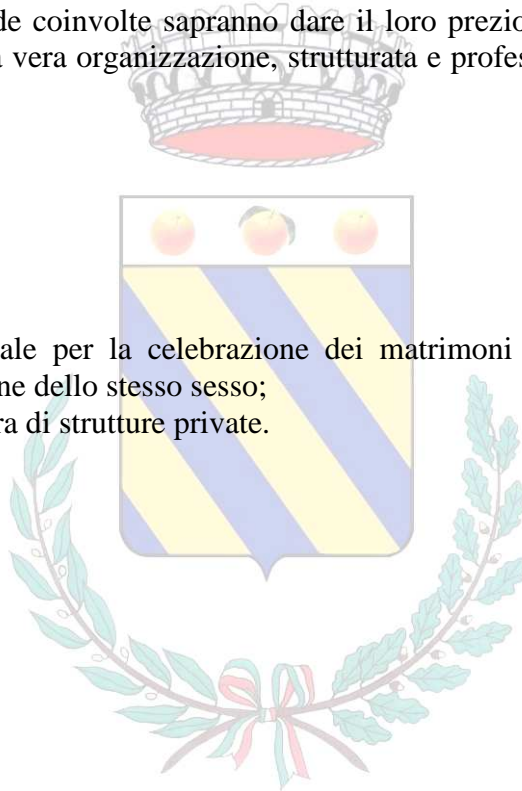 de coinvolte sapranno dare il loro prezio
a vera organizzazione, strutturata e profes
ale per la celebrazione dei matrimoni
ne dello stesso sesso;
ra di strutture private.